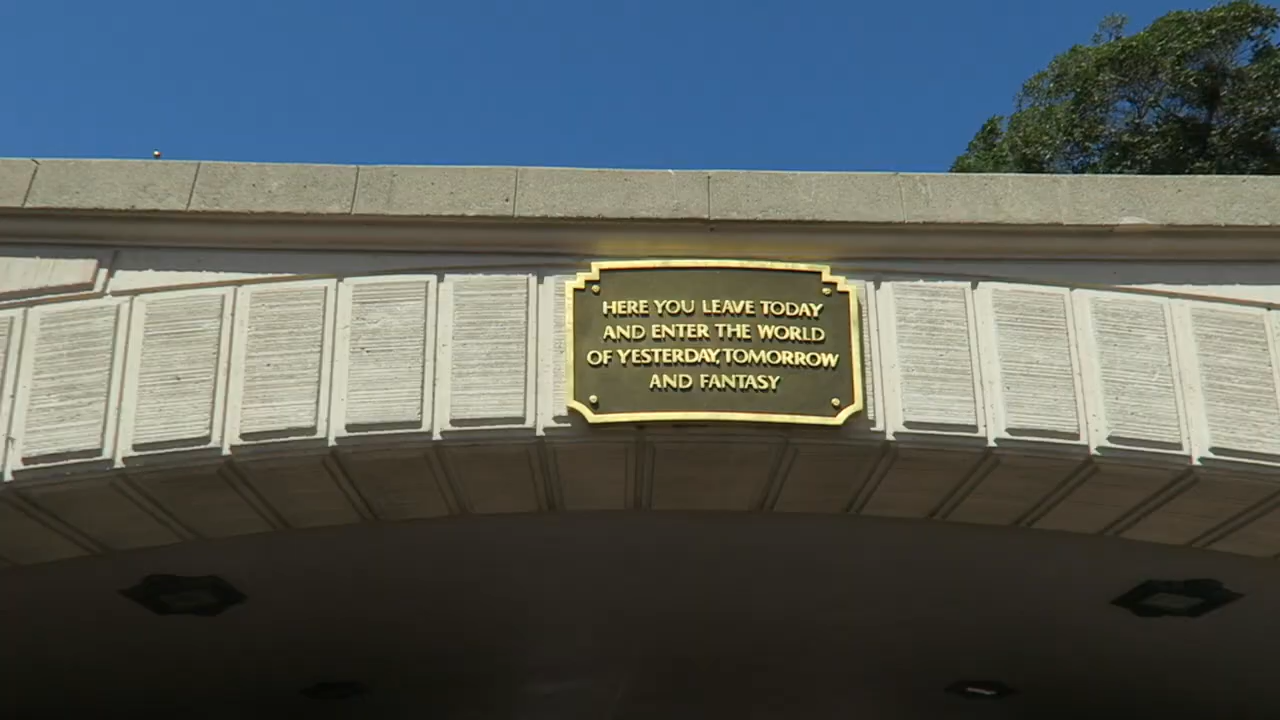 HERE YOU LEAVE TODAY
AND ENTER THE WORLD
OF YESTERDAY, TOMORROW
AND FANTASY